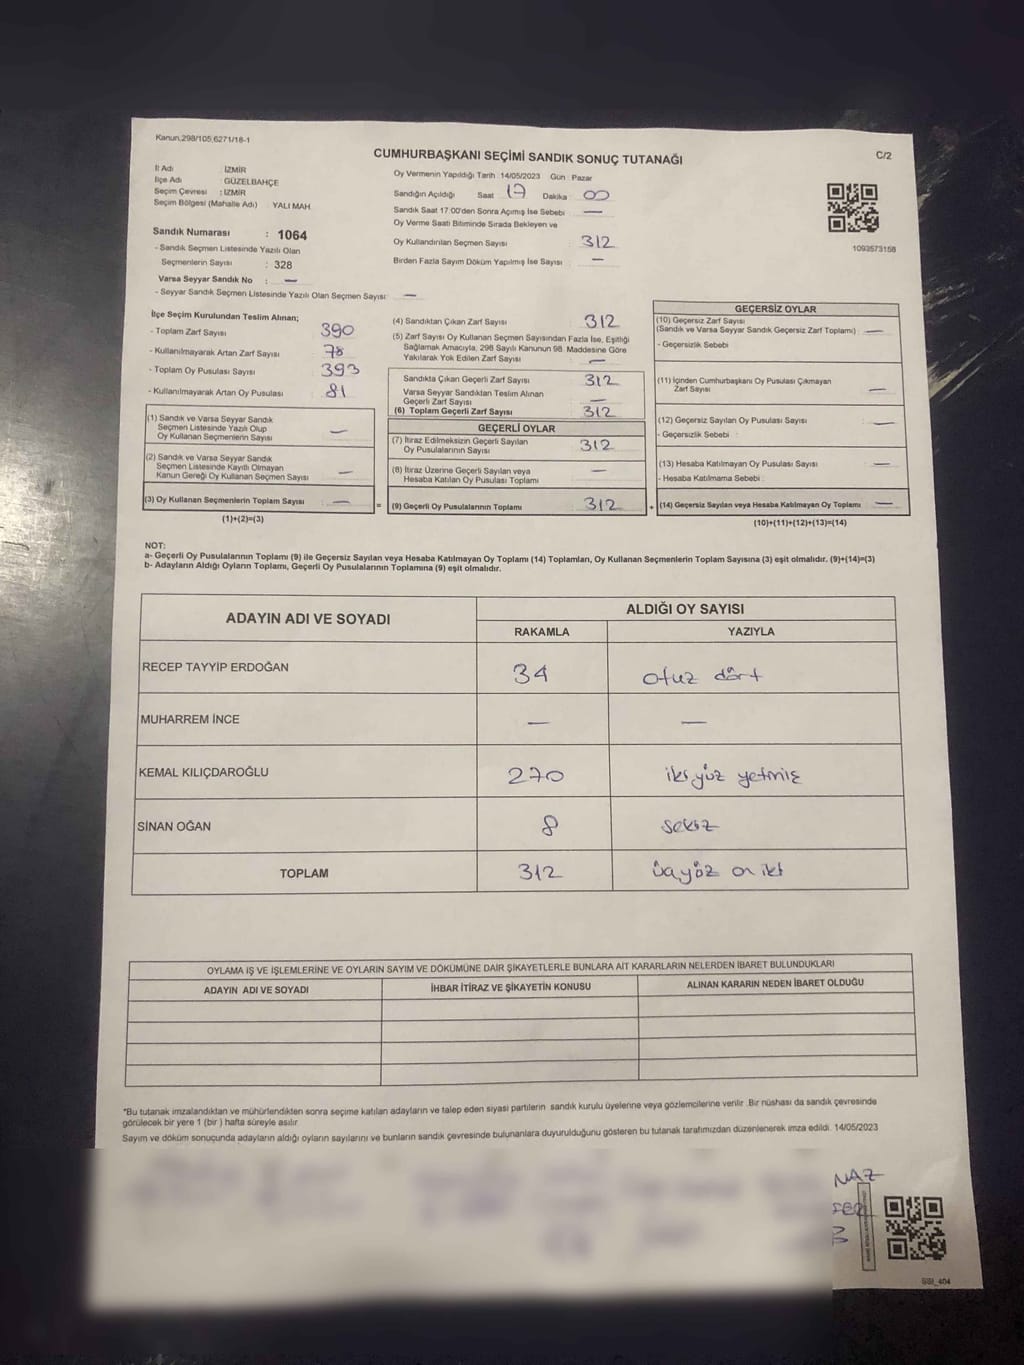 Kanun.298/105,6271/18-1
CUMHURBAŞKANI SEÇİMİ SANDIK SONUÇ TUTANAĞI
C/2
İl Adı : İZMİR
İlçe Adı : GÜZELBAHÇE
Seçim Çevresi : İZMİR
Seçim Bölgesi (Mahalle Adı) : YALI MAH.
Sandık Numarası : 1064
- Sandık Seçmen Listesinde Yazılı Olan
Seçmenlerin Sayısı : 328
Varsa Seyyar Sandık No : —
- Seyyar Sandık Seçmen Listesinde Yazılı Olan Seçmen Sayısı: —
Oy Vermenin Yapıldığı Tarih : 14/05/2023 Gün : Pazar
Sandığın Açıldığı Saat 17 Dakika : 00
Sandık Saat 17:00'den Sonra Açımış İse Sebebi : —
Oy Verme Saati Bitiminde Sırada Bekleyen ve
Oy Kullandırılan Seçmen Sayısı : 312
Birden Fazla Sayım Döküm Yapılmış İse Sayısı : —
1093573158
İlçe Seçim Kurulundan Teslim Alınan;
- Toplam Zarf Sayısı : 390
- Kullanılmayarak Artan Zarf Sayısı : 78
- Toplam Oy Pusulası Sayısı : 393
- Kullanılmayarak Artan Oy Pusulası : 81
(1) Sandık ve Varsa Seyyar Sandık
Seçmen Listesinde Yazılı Olup
Oy Kullanan Seçmenlerin Sayısı : —
(2) Sandık ve Varsa Seyyar Sandık
Seçmen Listesinde Kayıtlı Olmayan
Kanun Gereği Oy Kullanan Seçmen Sayısı : —
(3) Oy Kullanan Seçmenlerin Toplam Sayısı : —
(1)+(2)=(3)
(4) Sandıktan Çıkan Zarf Sayısı : 312
(5) Zarf Sayısı Oy Kullanan Seçmen Sayısından Fazla İse, Eşitliği
Sağlamak Amacıyla, 298 Sayılı Kanunun 98. Maddesine Göre
Yakılarak Yok Edilen Zarf Sayısı : —
Sandıkta Çıkan Geçerli Zarf Sayısı : 312
Varsa Seyyar Sandıktan Teslim Alınan
Geçerli Zarf Sayısı : —
(6) Toplam Geçerli Zarf Sayısı : 312
GEÇERLİ OYLAR
(7) İtiraz Edilmeksizin Geçerli Sayılan
Oy Pusulalarının Sayısı : 312
(8) İtiraz Üzerine Geçerli Sayılan veya
Hesaba Katılan Oy Pusulası Toplamı : —
= (9) Geçerli Oy Pusulalarının Toplamı : 312
GEÇERSİZ OYLAR
(10) Geçersiz Zarf Sayısı
(Sandık ve Varsa Seyyar Sandık Geçersiz Zarf Toplamı) : —
- Geçersizlik Sebebi :
(11) İçinden Cumhurbaşkanı Oy Pusulası Çıkmayan
Zarf Sayısı : —
(12) Geçersiz Sayılan Oy Pusulası Sayısı : —
- Geçersizlik Sebebi :
(13) Hesaba Katılmayan Oy Pusulası Sayısı : —
- Hesaba Katılmama Sebebi :
+ (14) Geçersiz Sayılan veya Hesaba Katılmayan Oy Toplamı : —
(10)+(11)+(12)+(13)=(14)
NOT:
a- Geçerli Oy Pusulalarının Toplamı (9) ile Geçersiz Sayılan veya Hesaba Katılmayan Oy Toplamı (14) Toplamları, Oy Kullanan Seçmenlerin Toplam Sayısına (3) eşit olmalıdır. (9)+(14)=(3)
b- Adayların Aldığı Oyların Toplamı, Geçerli Oy Pusulalarının Toplamına (9) eşit olmalıdır.
ADAYIN ADI VE SOYADI ALDIĞI OY SAYISI
RAKAMLA YAZIYLA
RECEP TAYYİP ERDOĞAN 34 otuz dört
MUHARREM İNCE — —
KEMAL KILIÇDAROĞLU 270 ikiyüz yetmiş
SİNAN OĞAN 8 sekiz
TOPLAM 312 üçyüz on iki
OYLAMA İŞ VE İŞLEMLERİNE VE OYLARIN SAYIM VE DÖKÜMÜNE DAİR ŞİKAYETLERLE BUNLARA AİT KARARLARIN NELERDEN İBARET BULUNDUKLARI
ADAYIN ADI VE SOYADI İHBAR İTİRAZ VE ŞİKAYETİN KONUSU ALINAN KARARIN NEDEN İBARET OLDUĞU
*Bu tutanak imzalandıktan ve mühürlendikten sonra seçime katılan adayların ve talep eden siyasi partilerin sandık kurulu üyelerine veya gözlemcilerine verilir. Bir nüshası da sandık çevresinde
görülecek bir yere 1 (bir ) hafta süreyle asılır
Sayım ve döküm sonucunda adayların aldığı oyların sayılarını ve bunların sandık çevresinde bulunanlara duyurulduğunu gösteren bu tutanak tarafımızdan düzenlenerek imza edildi. 14/05/2023
NAZ
SSI_404